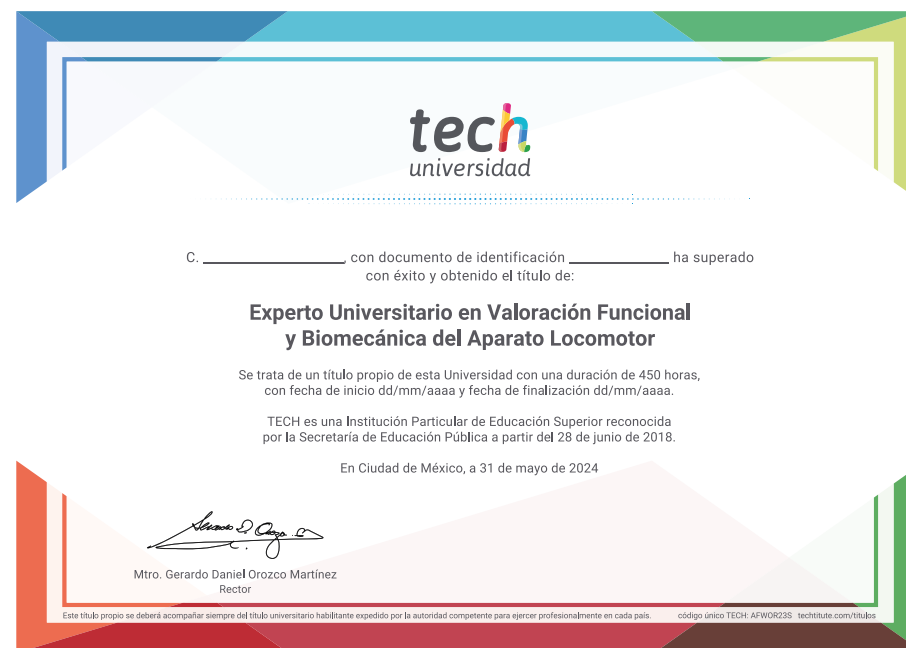 tech
universidad
C. ____________, con documento de identificación ____________ ha superado
con éxito y obtenido el título de:
Experto Universitario en Valoración Funcional
y Biomecánica del Aparato Locomotor
Se trata de un título propio de esta Universidad con una duración de 450 horas,
con fecha de inicio dd/mm/aaaa y fecha de finalización dd/mm/aaaa.
TECH es una Institución Particular de Educación Superior reconocida
por la Secretaría de Educación Pública a partir del 28 de junio de 2018.
En Ciudad de México, a 31 de mayo de 2024
Mtro. Gerardo Daniel Orozco Martínez
Rector
Este título propio se deberá acompañar siempre del título universitario habilitante expedido por la autoridad competente para ejercer profesionalmente en cada país. código único TECH: AFWOR23S techtitute.com/titulos